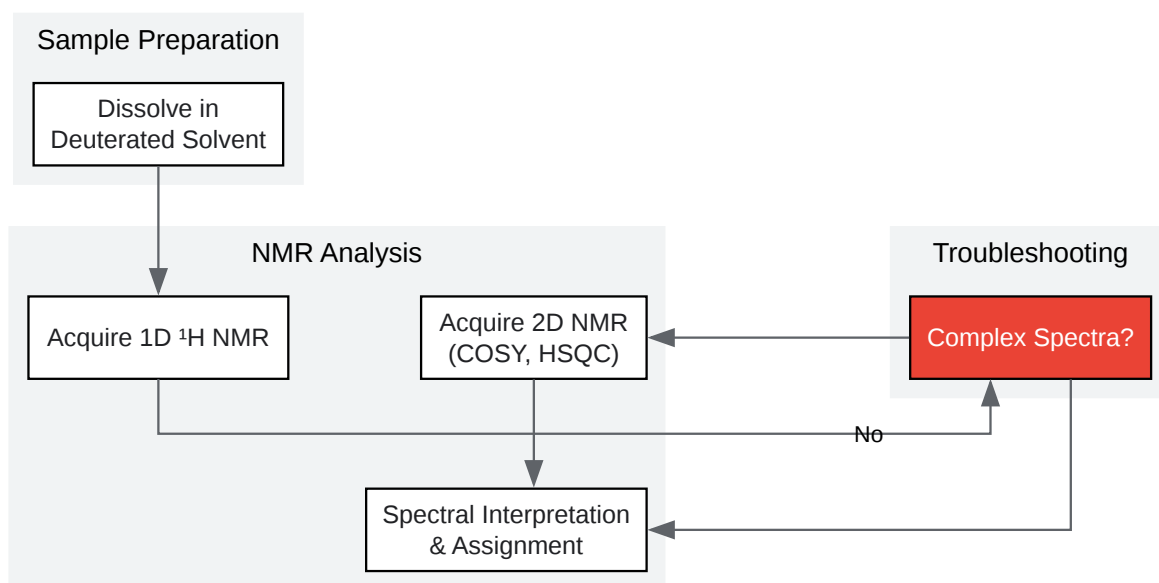 Sample Preparation
Dissolve in
Deuterated Solvent
NMR Analysis
Troubleshooting
Acquire 1D ¹H NMR
Acquire 2D NMR
(COSY, HSQC)
Complex Spectra?
No
Spectral Interpretation
& Assignment